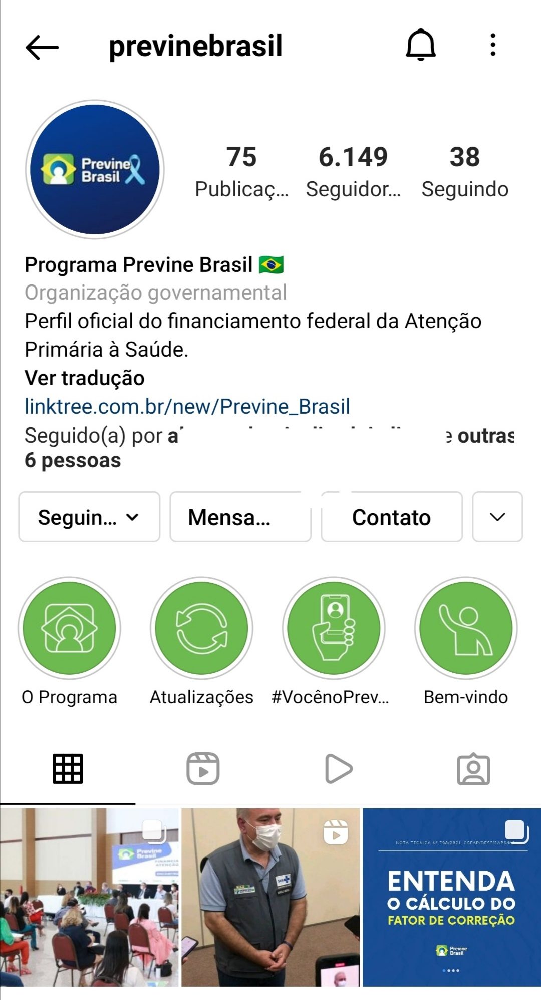 previnebrasil
Previne
Brasil
75
6.149
38
Publicaç...
Seguidor...
Seguindo
Programa Previne Brasil 🇧🇷
Organização governamental
Perfil oficial do financiamento federal da Atenção
Primária à Saúde.
Ver tradução
linktree.com.br/new/Previne_Brasil
Seguido(a) por
e outras
6 pessoas
Seguin...
Mensa...
Contato
O Programa
Atualizações
#VocênoPrev...
Bem-vindo
Previne
Brasil
SUS
NOTA TÉCNICA Nº 790/2021-CGFAP/DESF/SAPS/MS
ENTENDA
O CÁLCULO DO
FATOR DE CORREÇÃO
Previne
Brasil